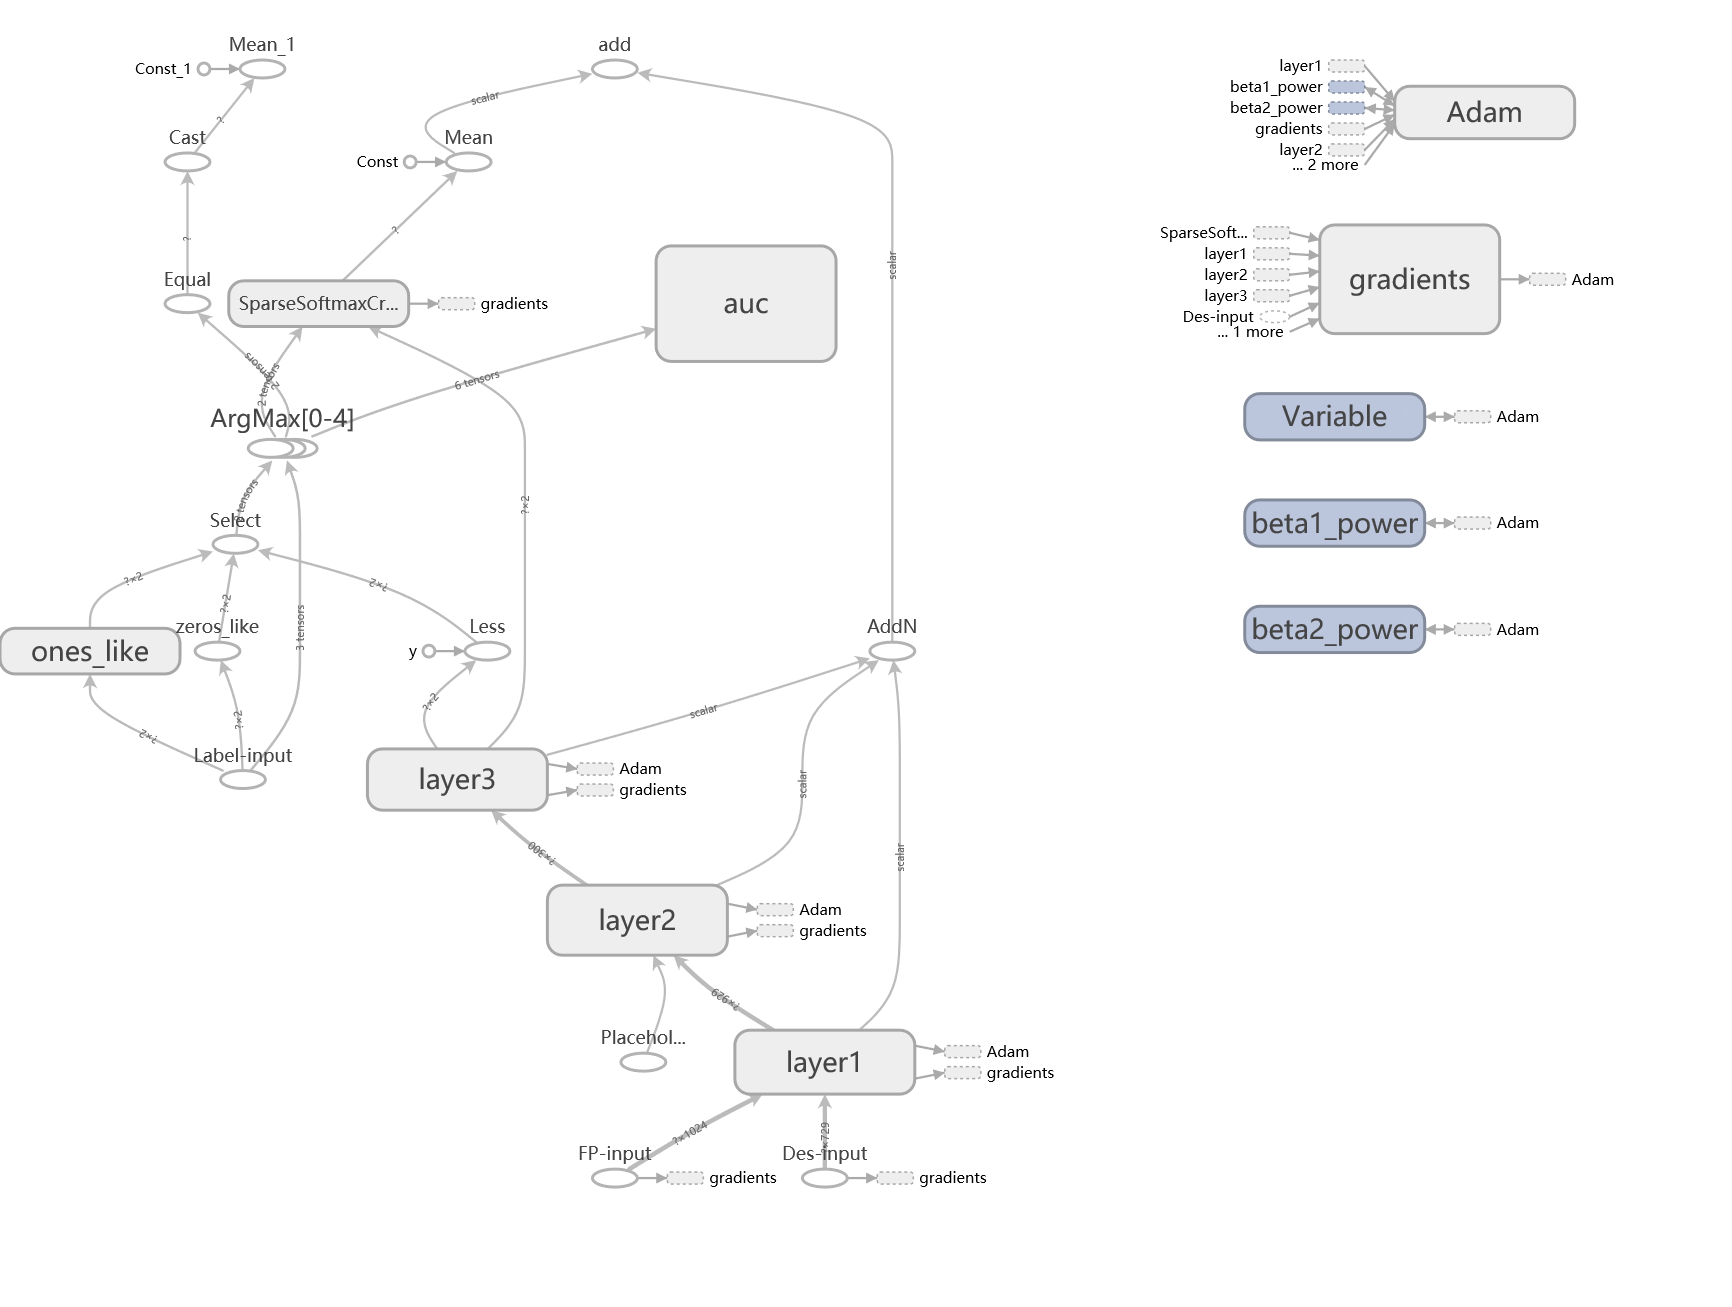 Mean_1
Const_1
?
Cast
?
Equal
add
scalar
Mean
Const
?
SparseSoftmaxCr...
gradients
auc
scalar
2 tensors
2 tensors
6 tensors
ArgMax[0-4]
?×2
tensors
Select
?×2
?×2
?×2
3 tensors
ones_like
zeros_like
y
Less
AddN
?×2
?×2
?×2
Label-input
scalar
layer3
Adam
gradients
scalar
?×300
scalar
layer2
Adam
gradients
?×929
Placehol...
layer1
Adam
gradients
?×1024
?×729
FP-input
gradients
Des-input
gradients
layer1
beta1_power
beta2_power
gradients
layer2
... 2 more
Adam
SparseSoft...
layer1
layer2
layer3
Des-input
... 1 more
gradients
Adam
Variable
Adam
beta1_power
Adam
beta2_power
Adam